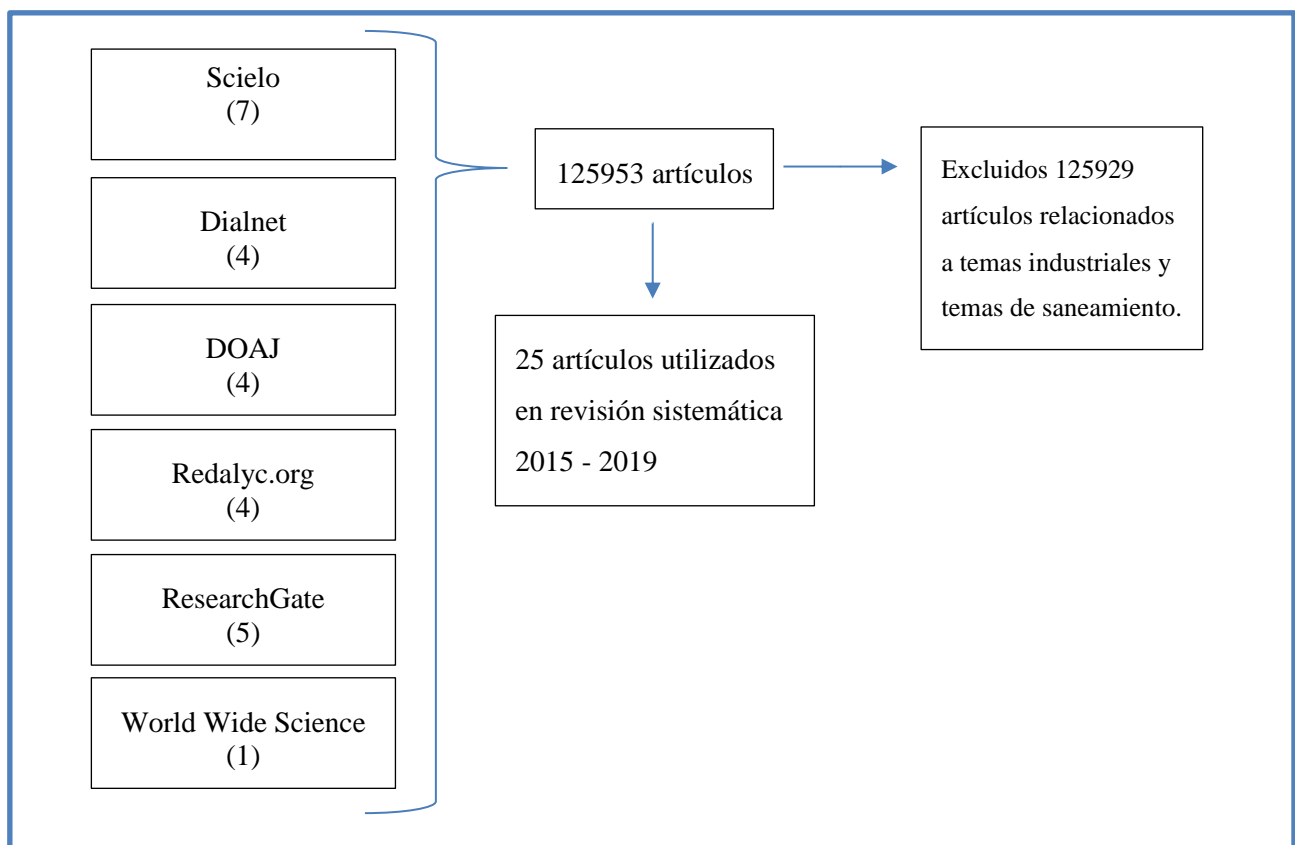 Scielo
(7)
Dialnet
(4)
DOAJ
(4)
Redalyc.org
(4)
ResearchGate
(5)
World Wide Science
(1)
125953 artículos
25 artículos utilizados
en revisión sistemática
2015 - 2019
Excluidos 125929
artículos relacionados
a temas industriales y
temas de saneamiento.